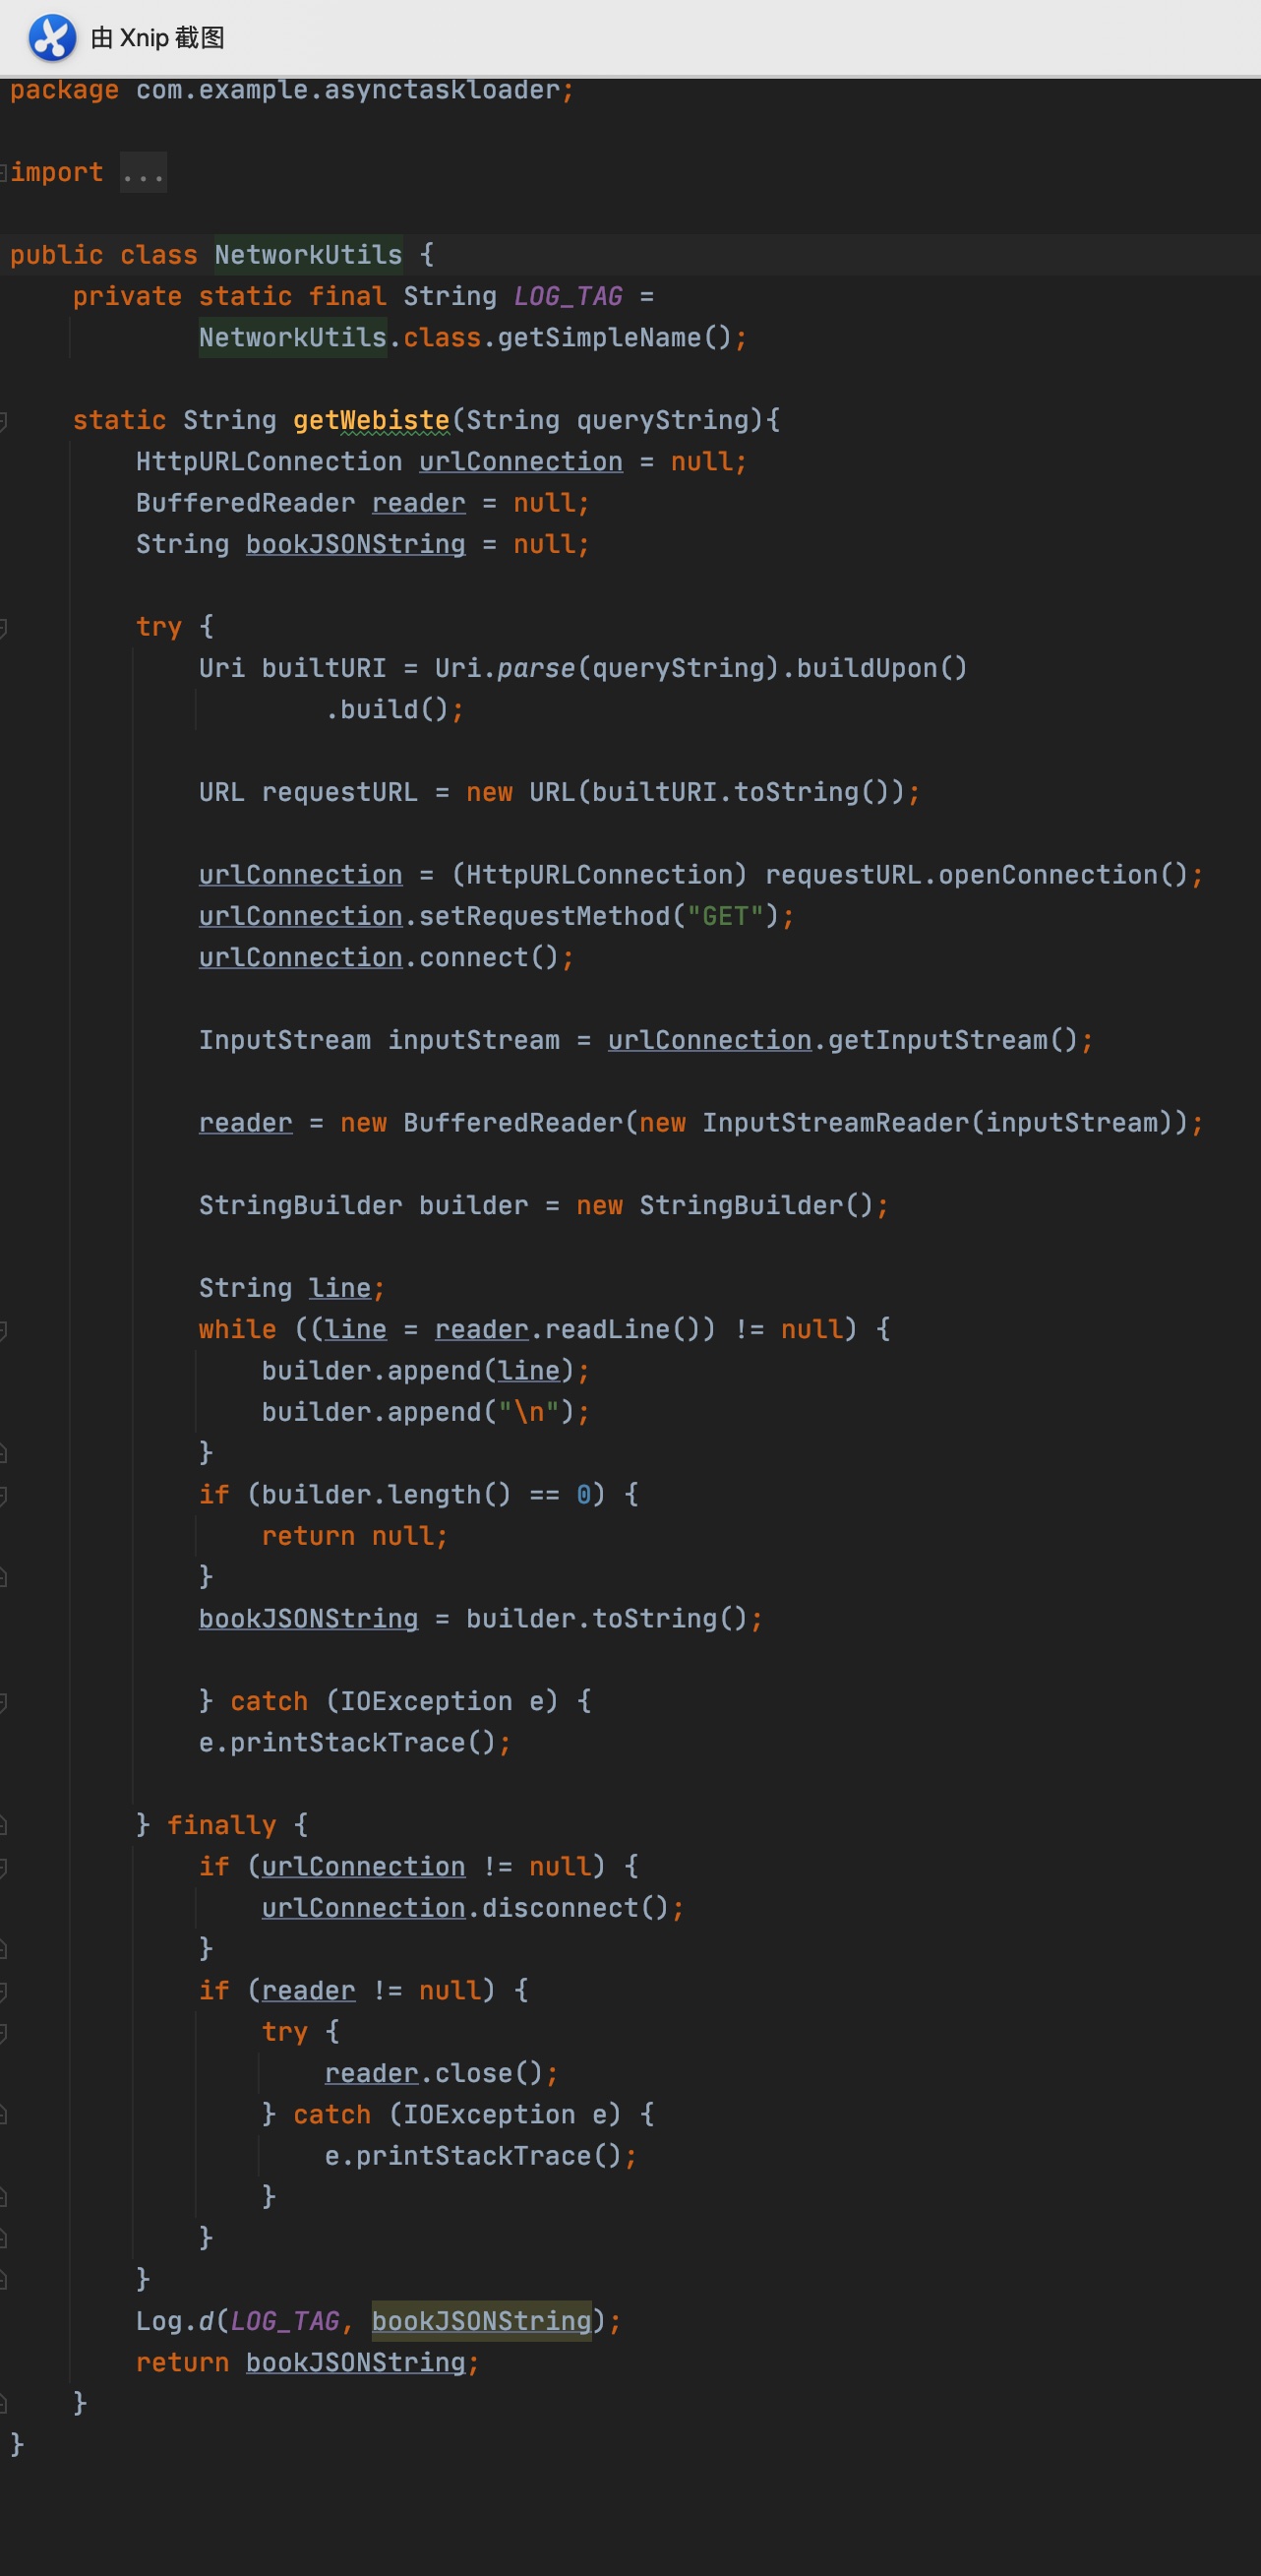 由 Xnip 截图
package com.example.asynctaskloader;
import ...
public class NetworkUtils {
private static final String LOG_TAG =
NetworkUtils.class.getSimpleName();
static String getWebiste(String queryString){
HttpURLConnection urlConnection = null;
BufferedReader reader = null;
String bookJSONString = null;
try {
Uri builtURI = Uri.parse(queryString).buildUpon()
.build();
URL requestURL = new URL(builtURI.toString());
urlConnection = (HttpURLConnection) requestURL.openConnection();
urlConnection.setRequestMethod("GET");
urlConnection.connect();
InputStream inputStream = urlConnection.getInputStream();
reader = new BufferedReader(new InputStreamReader(inputStream));
StringBuilder builder = new StringBuilder();
String line;
while ((line = reader.readLine()) != null) {
builder.append(line);
builder.append("\n");
}
if (builder.length() == 0) {
return null;
}
bookJSONString = builder.toString();
} catch (IOException e) {
e.printStackTrace();
} finally {
if (urlConnection != null) {
urlConnection.disconnect();
}
if (reader != null) {
try {
reader.close();
} catch (IOException e) {
e.printStackTrace();
}
}
}
Log.d(LOG_TAG, bookJSONString);
return bookJSONString;
}
}